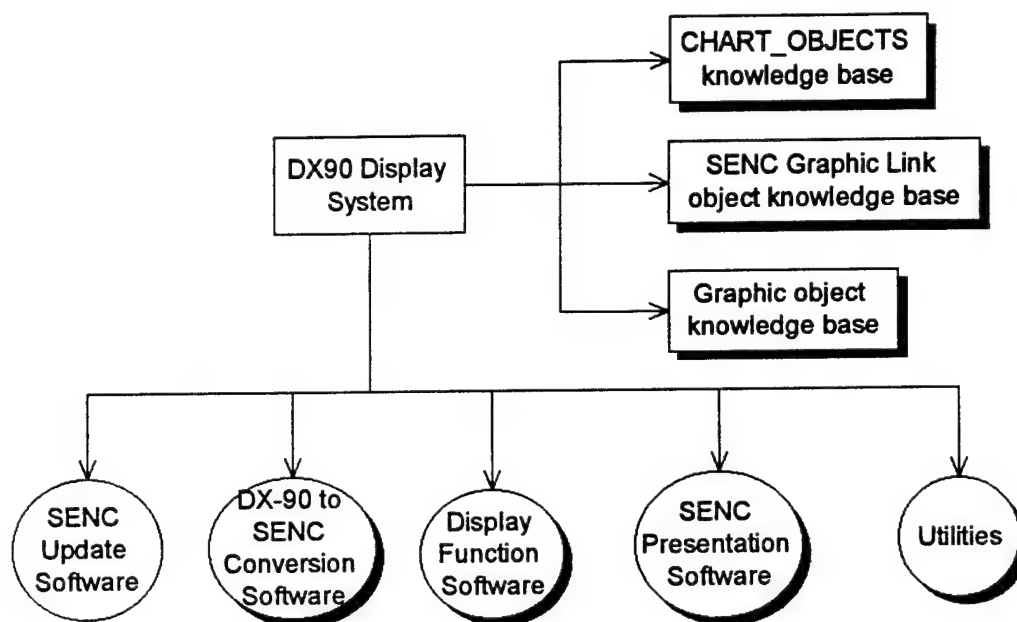 CHART_OBJECTS
knowledge base
DX90 Display
System
SENC Graphic Link
object knowledge base
Graphic object
knowledge base
SENC
Update
Software
DX-90 to
SENC
Conversion
Software
Display
Function
Software
SENC
Presentation
Software
Utilities